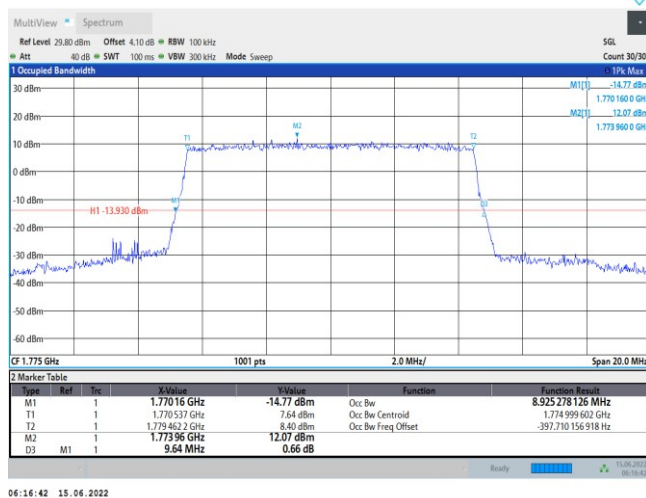 MultiView Spectrum
Ref Level 29.80 dBm Offset 4.10 dB RBW 100 kHz SGL
Att 40 dB SWT 100 ms VBW 300 kHz Mode Sweep Count 30/30
1 Occupied Bandwidth 1Pk Max
M1[1] -14.77 dBm
30 dBm
1.770 160 0 GHz
M2[1] 12.07 dBm
20 dBm
1.773 960 0 GHz
M2
T1 T2
10 dBm
0 dBm
-10 dBm
M1 D3
H1 -13.930 dBm
-20 dBm
-30 dBm
-40 dBm
-50 dBm
-60 dBm
CF 1.775 GHz 1001 pts 2.0 MHz/ Span 20.0 MHz
2 Marker Table
Type Ref Trc X-Value Y-Value Function Function Result
M1 1 1.770 16 GHz -14.77 dBm Occ Bw 8.925 278 126 MHz
T1 1 1.770 537 GHz 7.64 dBm Occ Bw Centroid 1.774 999 602 GHz
T2 1 1.779 462 2 GHz 8.40 dBm Occ Bw Freq Offset -397.710 156 918 Hz
M2 1 1.773 96 GHz 12.07 dBm
D3 M1 1 9.64 MHz 0.66 dB
Ready 15.06.2022
06:16:42
06:16:42 15.06.2022